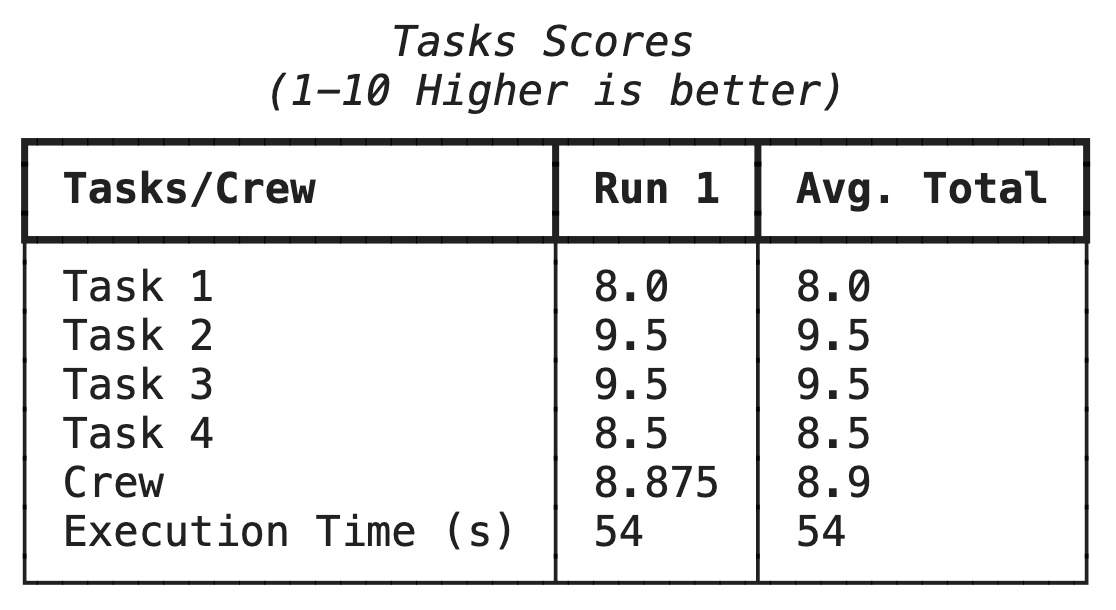 Tasks Scores
(1-10 Higher is better)
Tasks/Crew Run 1 Avg. Total
Task 1 8.0 8.0
Task 2 9.5 9.5
Task 3 9.5 9.5
Task 4 8.5 8.5
Crew 8.875 8.9
Execution Time (s) 54 54